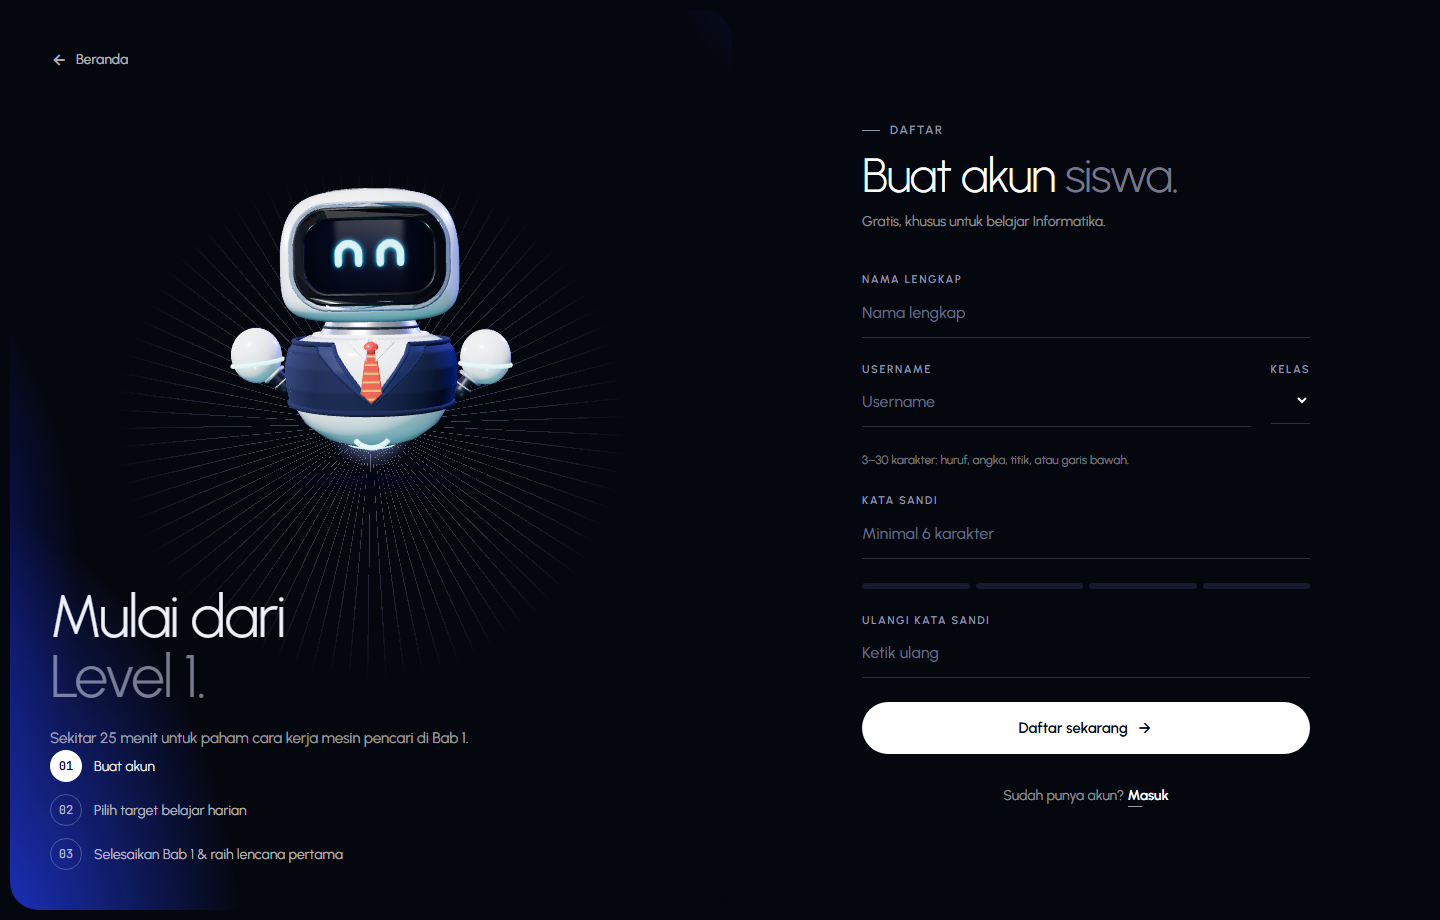 Beranda
Mulai dari
Level 1.
Sekitar 25 menit untuk paham cara kerja mesin pencari di Bab 1.
01 Buat akun
02 Pilih target belajar harian
03 Selesaikan Bab 1 & raih lencana pertama
DAFTAR
Buat akun siswa.
Gratis, khusus untuk belajar Informatika.
NAMA LENGKAP
Nama lengkap
USERNAME
Username
KELAS
3–30 karakter: huruf, angka, titik, atau garis bawah.
KATA SANDI
Minimal 6 karakter
ULANGI KATA SANDI
Ketik ulang
Daftar sekarang
Sudah punya akun? Masuk